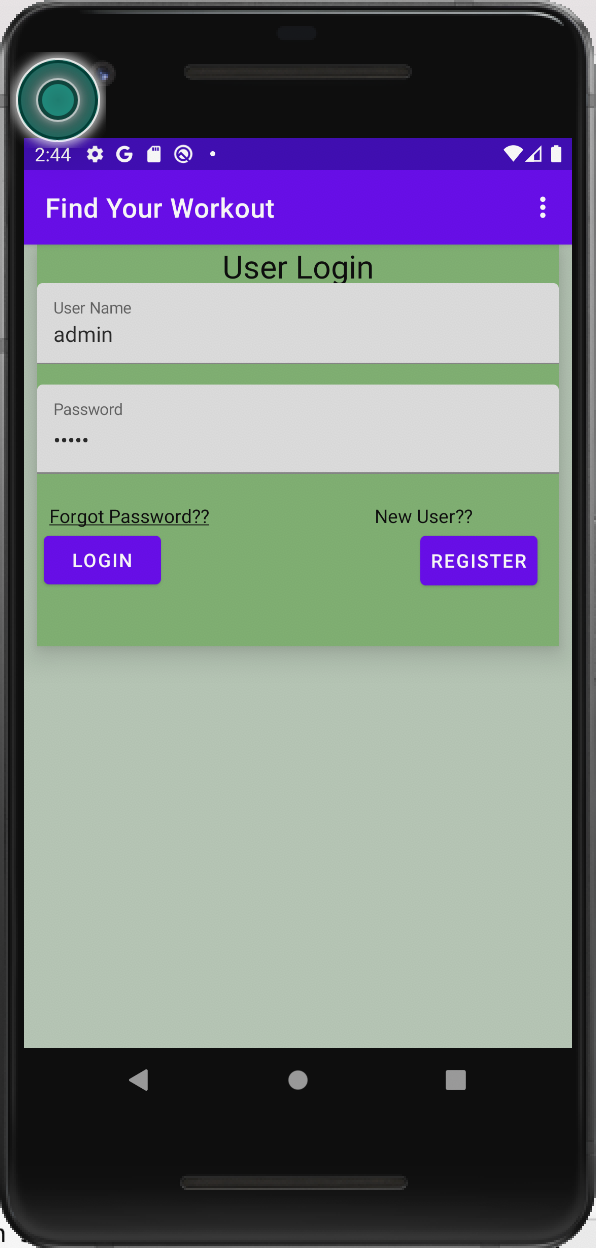 2:44
Find Your Workout
User Login
User Name
admin
Password
•••••
Forgot Password?? New User??
LOGIN REGISTER